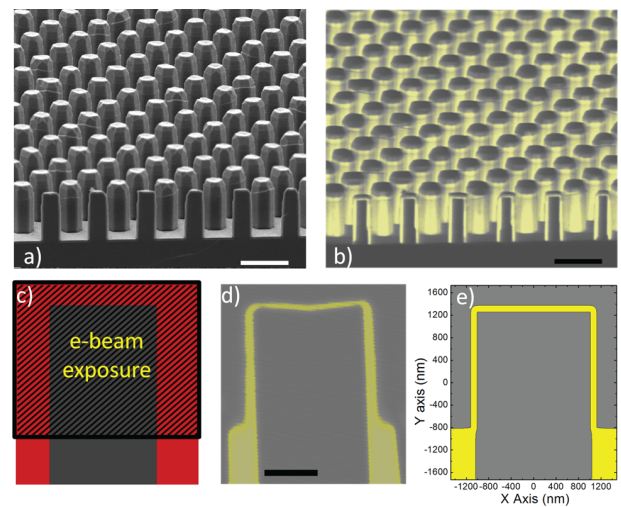 a)
b)
c)
e-beam
exposure
d)
e)
1600
1200
800
400
0
-400
-800
-1200
-1600
Y axis (nm)
-1200 -800 -400 0 400 800 1200
X Axis (nm)